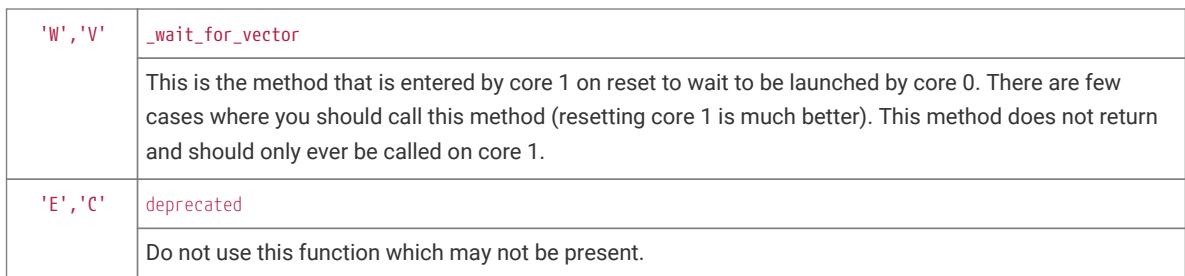 'W','V' _wait_for_vector
This is the method that is entered by core 1 on reset to wait to be launched by core 0. There are few
cases where you should call this method (resetting core 1 is much better). This method does not return
and should only ever be called on core 1.
'E','C' deprecated
Do not use this function which may not be present.